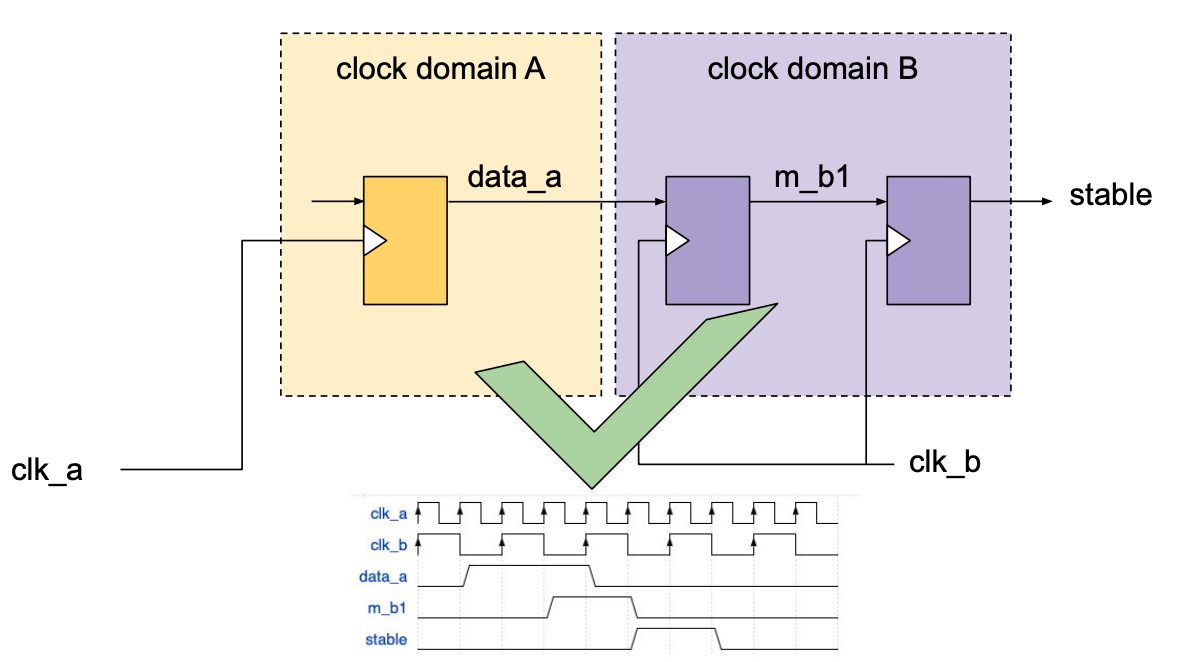 clock domain A
clock domain B
data_a
m_b1
stable
clk_a
clk_b
clk_a
clk_b
data_a
m_b1
stable